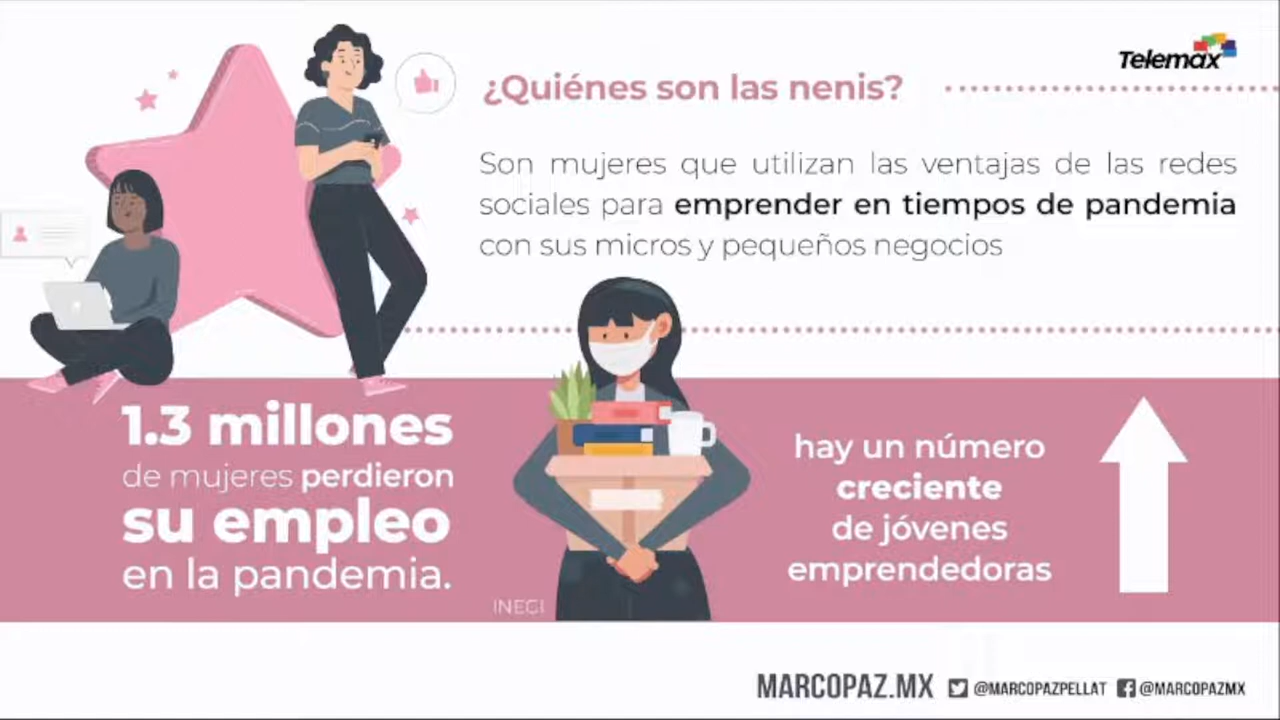 Telemax
¿Quiénes son las nenis?
Son mujeres que utilizan las ventajas de las redes
sociales para emprender en tiempos de pandemia
con sus micros y pequeños negocios
1.3 millones
de mujeres perdieron
su empleo
en la pandemia.
INEGI
hay un número
creciente
de jóvenes
emprendedoras
MARCOPAZ.MX @MARCOPAZPELLAT @MARCOPAZMX